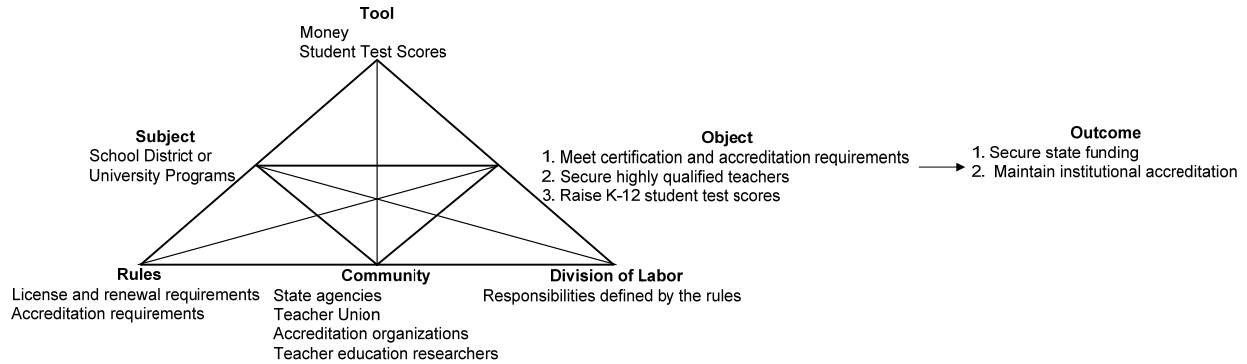 Tool
Money
Student Test Scores
Subject
School District or
University Programs
Object
1. Meet certification and accreditation requirements
2. Secure highly qualified teachers
3. Raise K-12 student test scores
Outcome
1. Secure state funding
2. Maintain institutional accreditation
Rules
License and renewal requirements
Accreditation requirements
Community
State agencies
Teacher Union
Accreditation organizations
Teacher education researchers
Division of Labor
Responsibilities defined by the rules